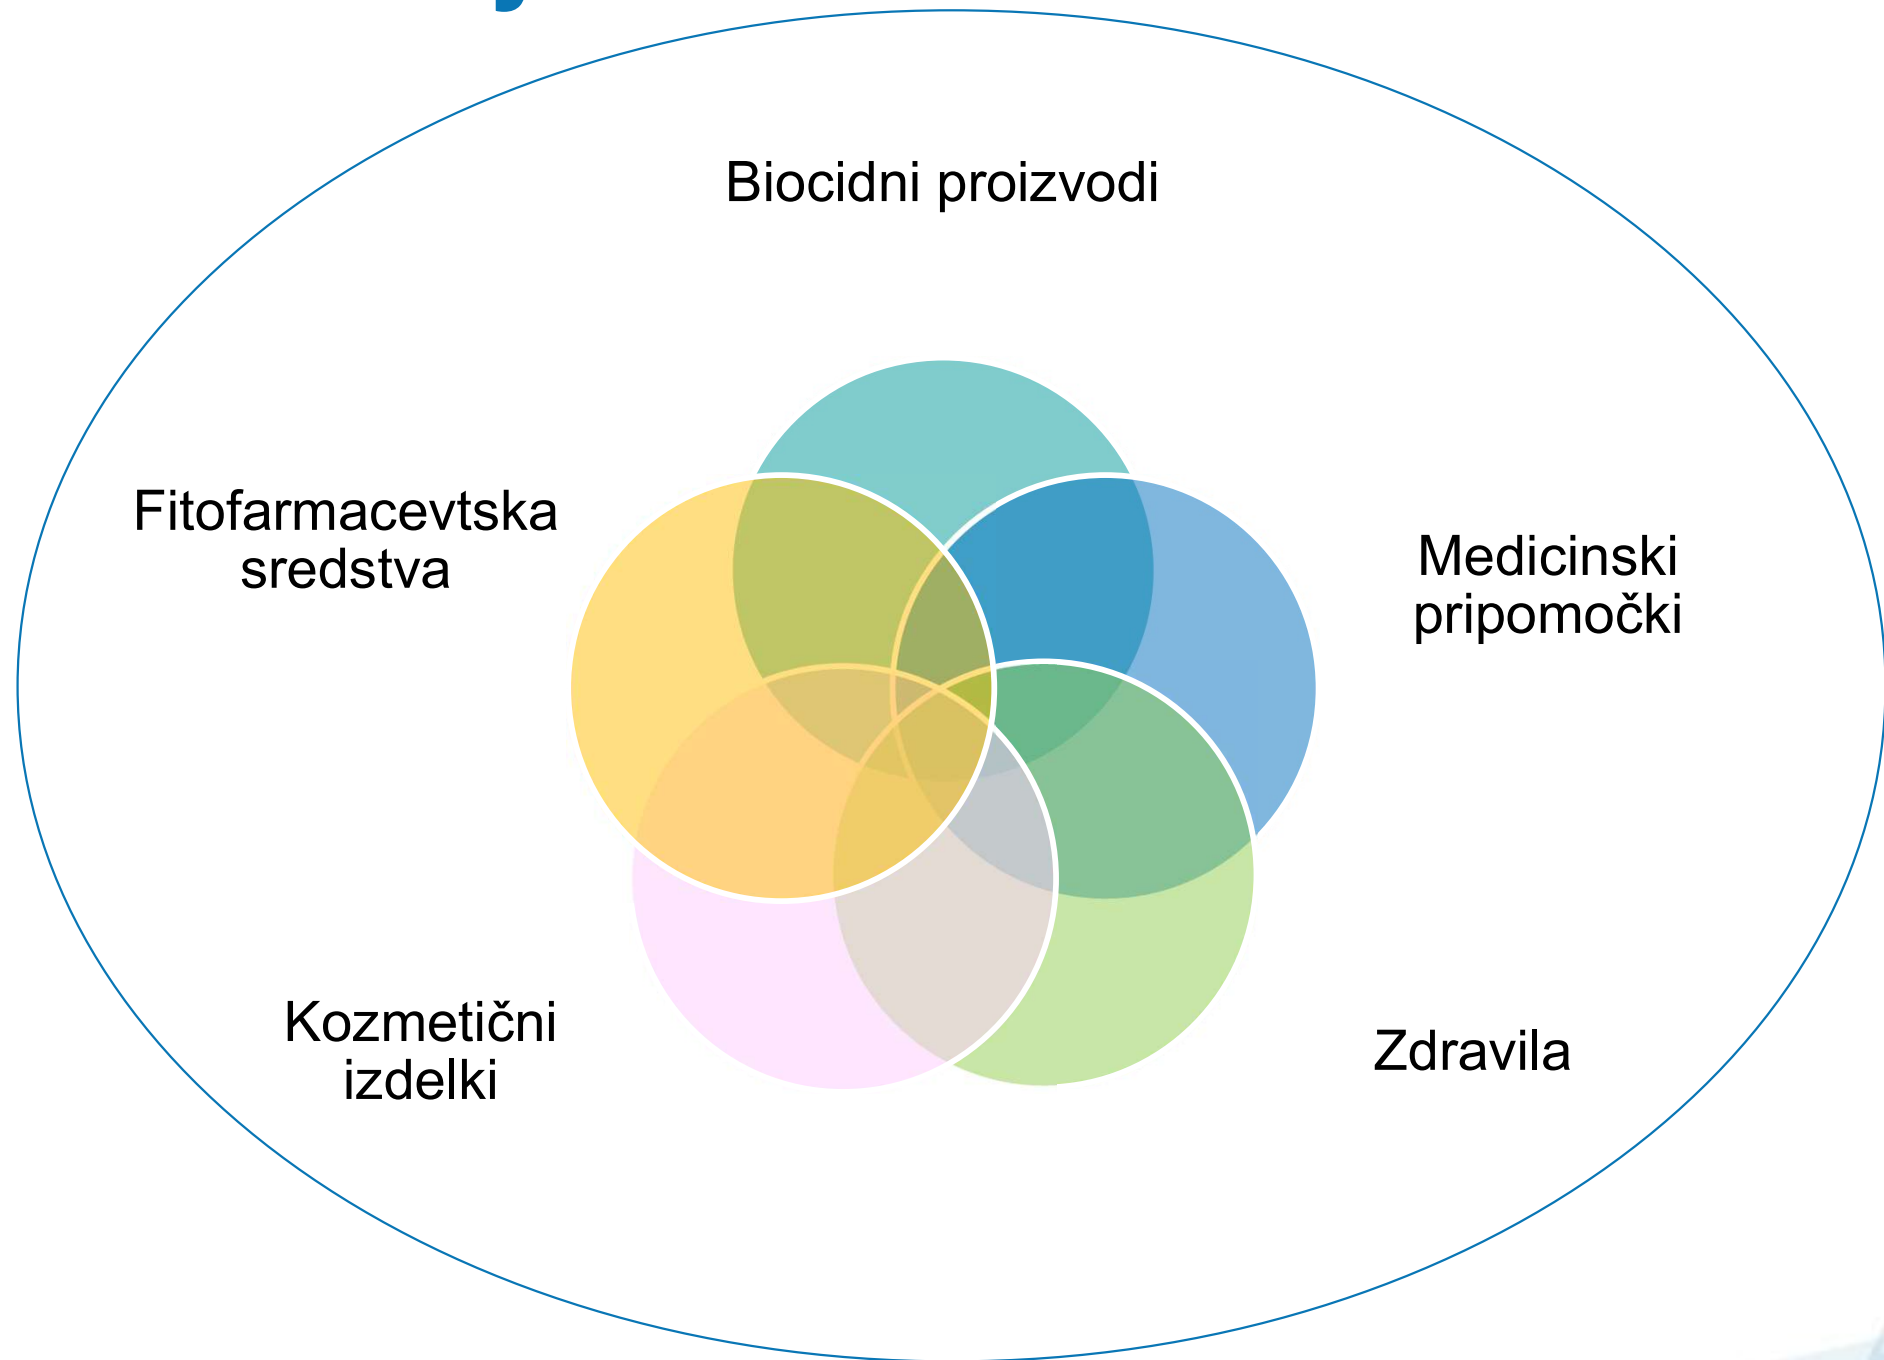 Biocidni proizvodi
Fitofarmacevtska
sredstva
Medicinski
pripomočki
Kozmetični
izdelki
Zdravila